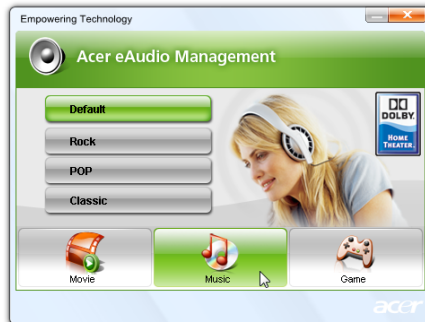 Empowering Technology
Acer eAudio Management
Default
Rock
POP
Classic
DOLBY.
HOME
THEATER
Movie
Music
Game
acer